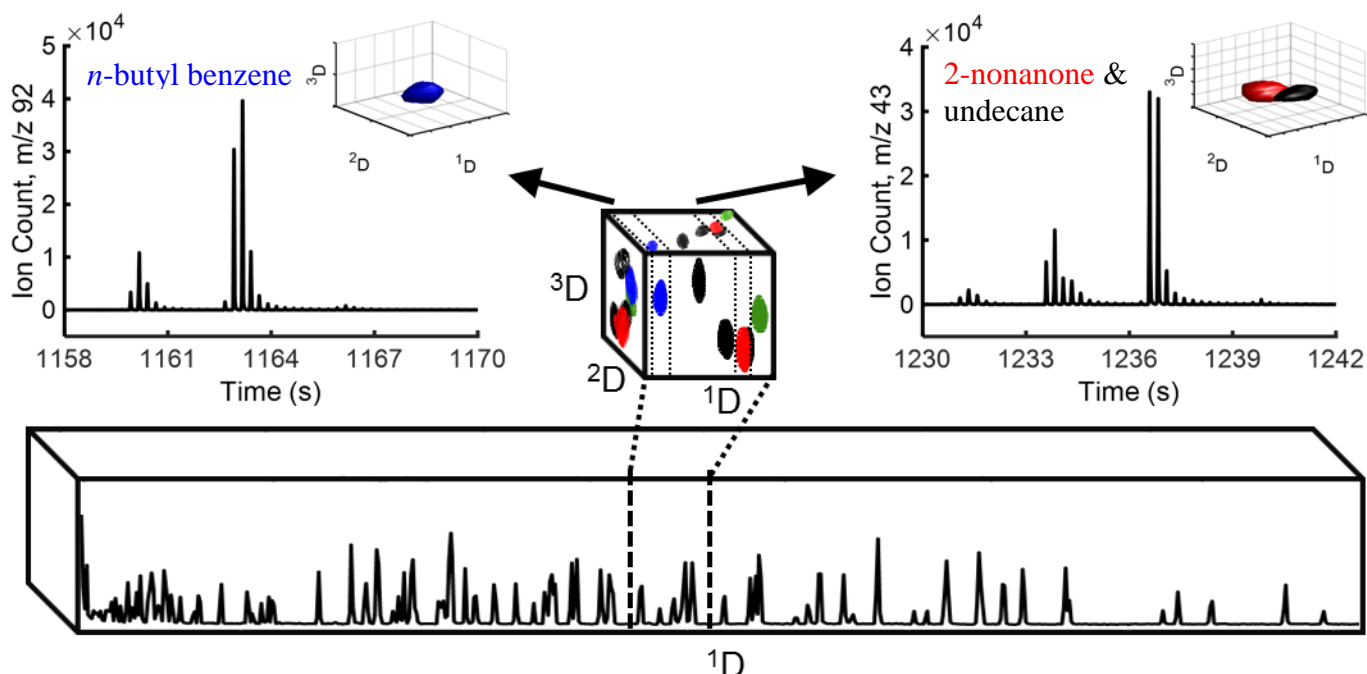 ×10⁴
5
4
3
2
1
0
Ion Count, m/z 92
n-butyl benzene
³D
²D
¹D
1158
1161
1164
1167
1170
Time (s)
×10⁴
4
3
2
1
0
Ion Count, m/z 43
2-nonanone &
undecane
³D
²D
¹D
1230
1233
1236
1239
1242
Time (s)
³D
²D
¹D
¹D